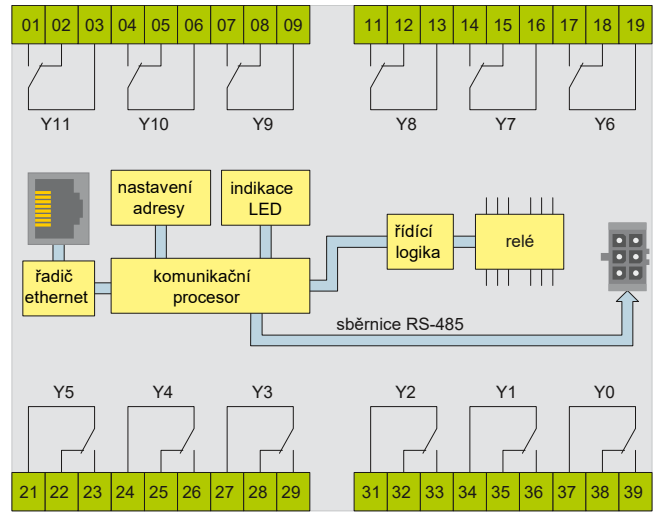 01 02 03 04 05 06 07 08 09 11 12 13 14 15 16 17 18 19
Y11 Y10 Y9 Y8 Y7 Y6
nastavení
adresy
indikace
LED
řídící
logika
relé
řadič
ethernet
komunikační
procesor
sběrnice RS-485
Y5 Y4 Y3 Y2 Y1 Y0
21 22 23 24 25 26 27 28 29 31 32 33 34 35 36 37 38 39